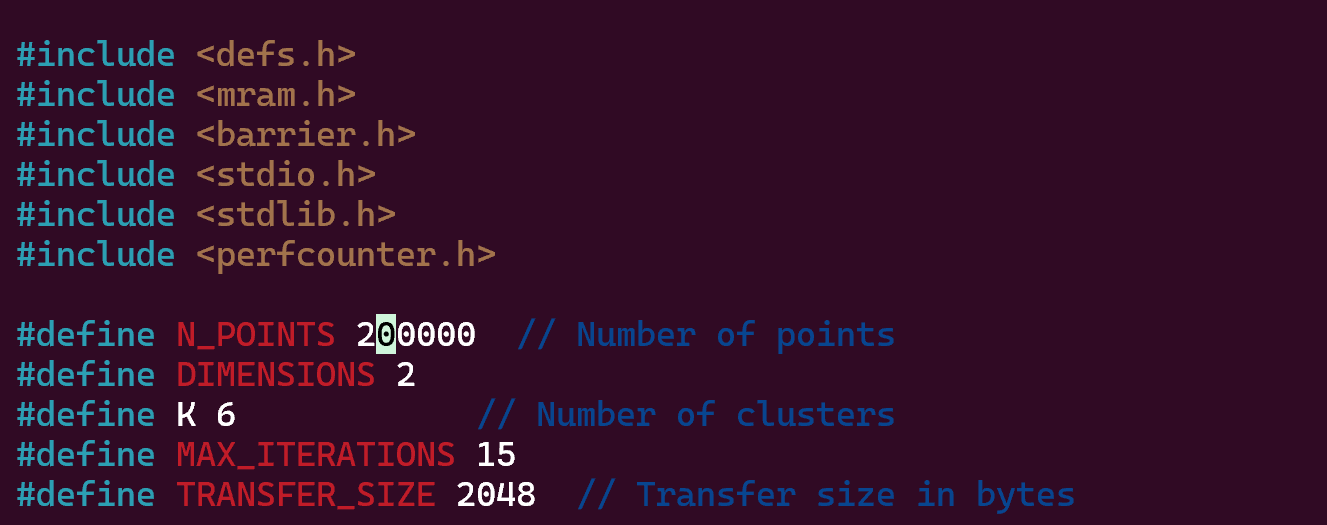 #include <defs.h>
#include <mram.h>
#include <barrier.h>
#include <stdio.h>
#include <stdlib.h>
#include <perfcounter.h>
#define N_POINTS 200000  // Number of points
#define DIMENSIONS 2
#define K 6            // Number of clusters
#define MAX_ITERATIONS 15
#define TRANSFER_SIZE 2048  // Transfer size in bytes